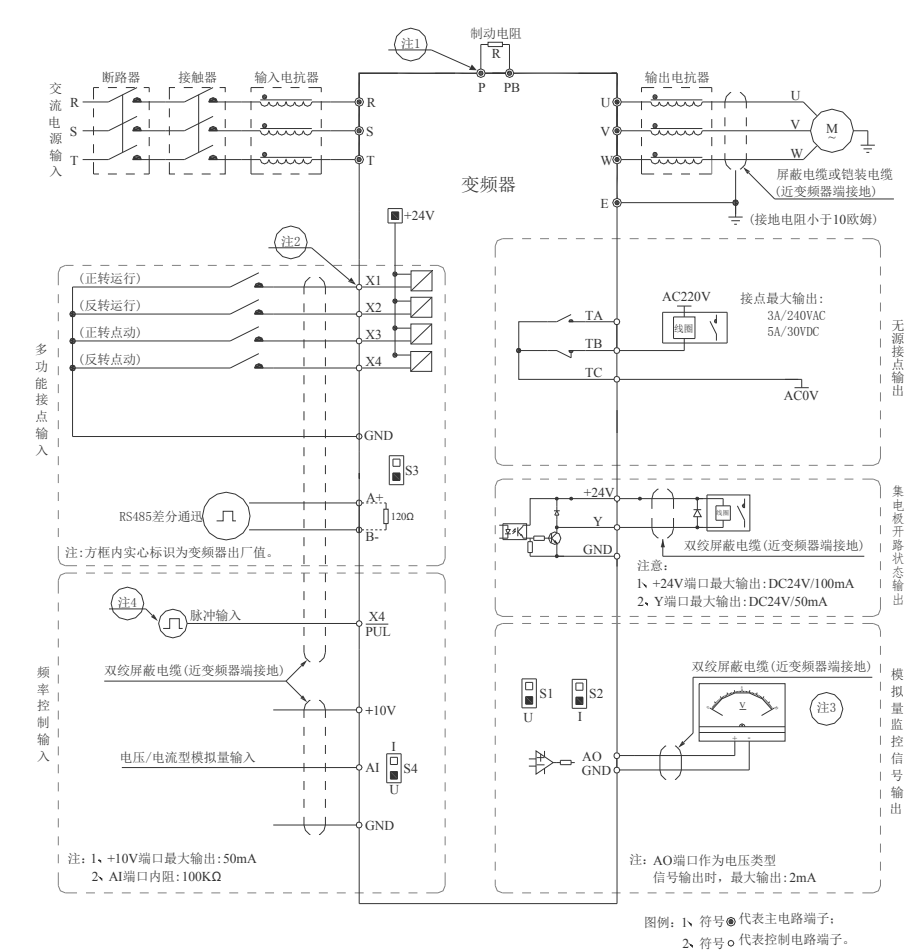 注1
制动电阻
R
P
PB
交流电源输入
断路器
接触器
输入电抗器
R
S
T
R
S
T
变频器
输出电抗器
U
V
W
E
U
V
W
M
~
屏蔽电缆或铠装电缆
(近变频器端接地)
(接地电阻小于10欧姆)
+24V
注2
多功能接点输入
(正转运行)
(反转运行)
(正转点动)
(反转点动)
X1
X2
X3
X4
GND
S3
A+
B-
120Ω
RS485差分通迅
注:方框内实心标识为变频器出厂值。
无源接点输出
TA
TB
TC
AC220V
线圈
接点最大输出:
3A/240VAC
5A/30VDC
AC0V
集电极开路状态输出
+24V
Y
GND
线圈
双绞屏蔽电缆(近变频器端接地)
注意:
1、+24V端口最大输出:DC24V/100mA
2、Y端口最大输出:DC24V/50mA
频率控制输入
注4
脉冲输入
X4
PUL
双绞屏蔽电缆(近变频器端接地)
+10V
电压/电流型模拟量输入
AI
I
S4
U
GND
注: 1、+10V端口最大输出:50mA
2、AI端口内阻:100KΩ
模拟量监控信号输出
双绞屏蔽电缆(近变频器端接地)
S1
U
S2
I
V
+ -
注3
AO
GND
注: AO端口作为电压类型
信号输出时，最大输出:2mA
图例: 1、符号代表主电路端子;
2、符号代表控制电路端子。